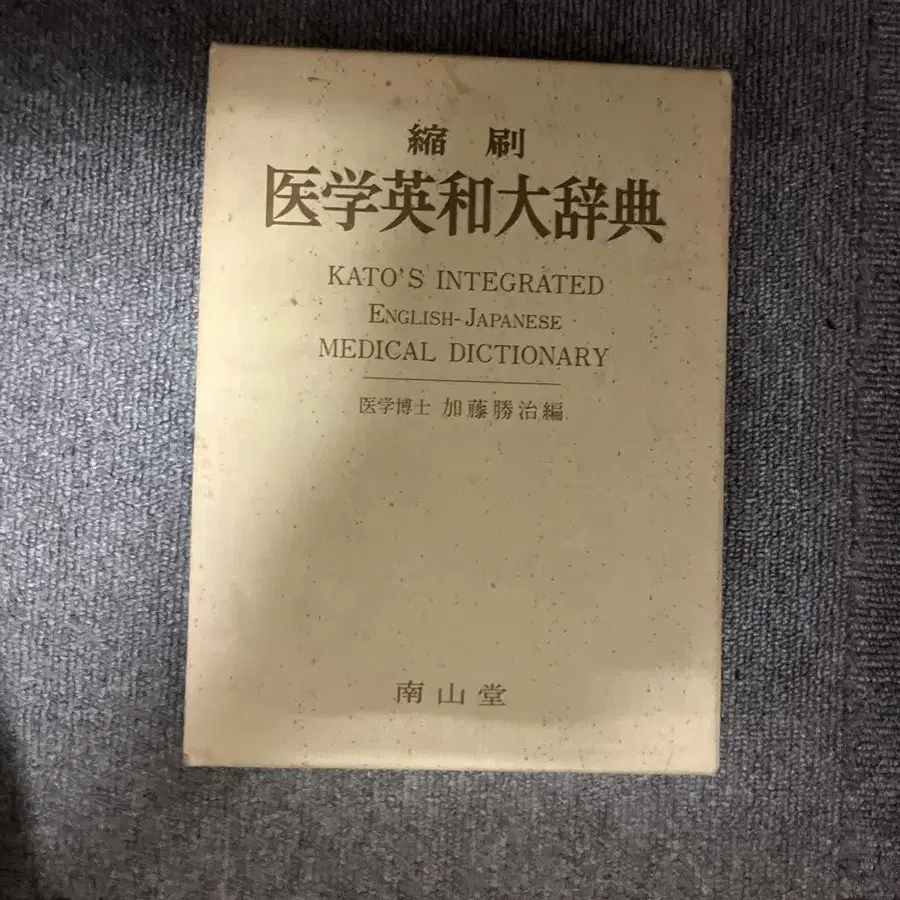 縮刷
医学英和大辞典
KATO'S INTEGRATED
ENGLISH-JAPANESE
MEDICAL DICTIONARY
医学博士 加藤勝治編
南山堂